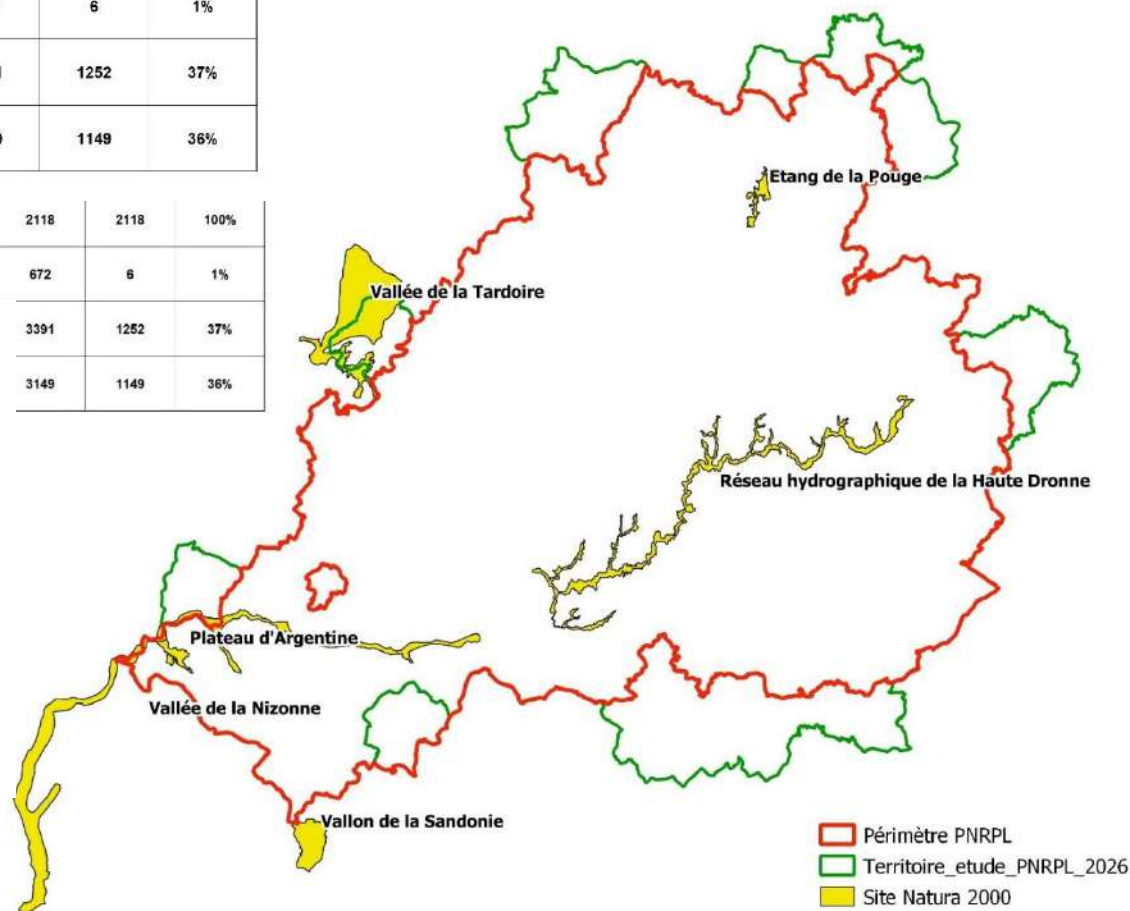 6 1%
1252 37%
1149 36%
2118 2118 100%
672 6 1%
3391 1252 37%
3149 1149 36%
Etang de la Pouge
Vallée de la Tardoire
Réseau hydrographique de la Haute Dronne
Plateau d'Argentine
Vallée de la Nizonne
Vallon de la Sandonie
Périmètre PNRPL
Territoire_etude_PNRPL_2026
Site Natura 2000